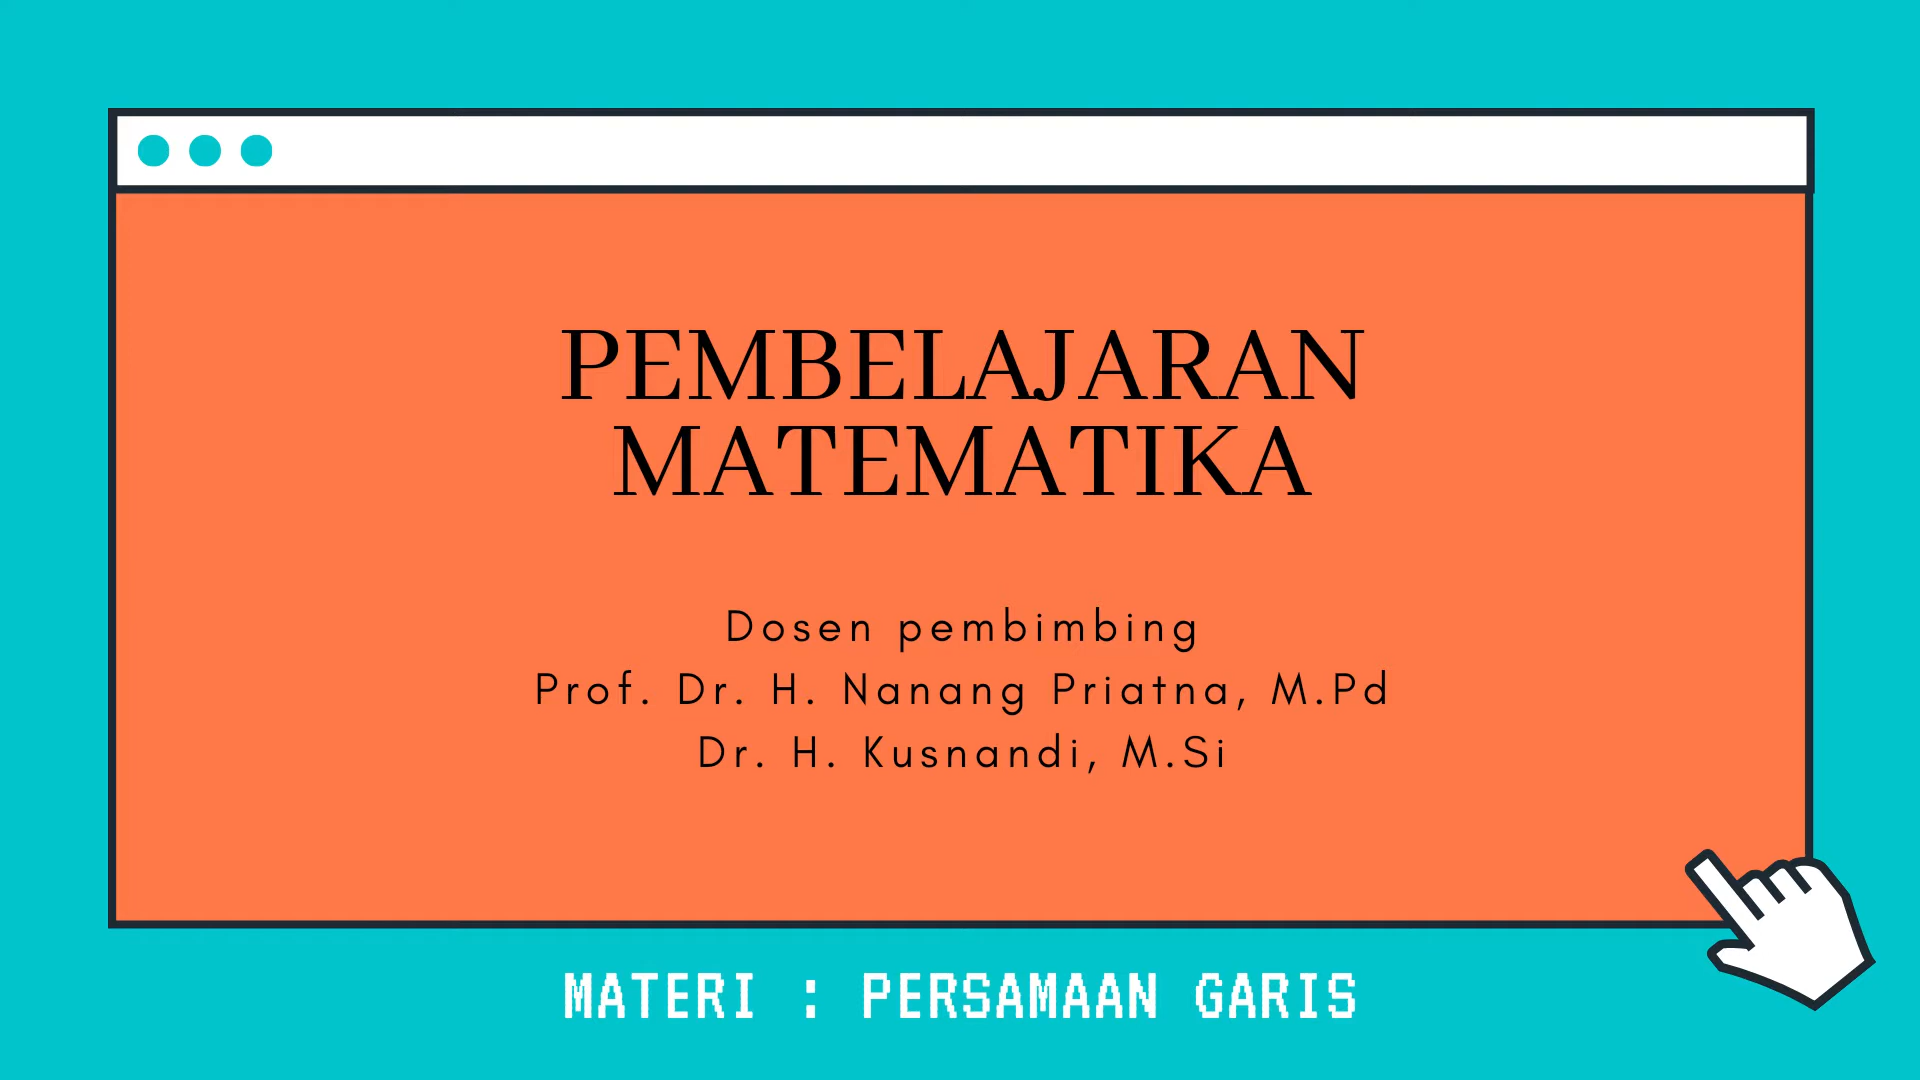 PEMBELAJARAN
MATEMATIKA
Dosen pembimbing
Prof. Dr. H. Nanang Priatna, M.Pd
Dr. H. Kusnandi, M.Si
MATERI : PERSAMAAN GARIS